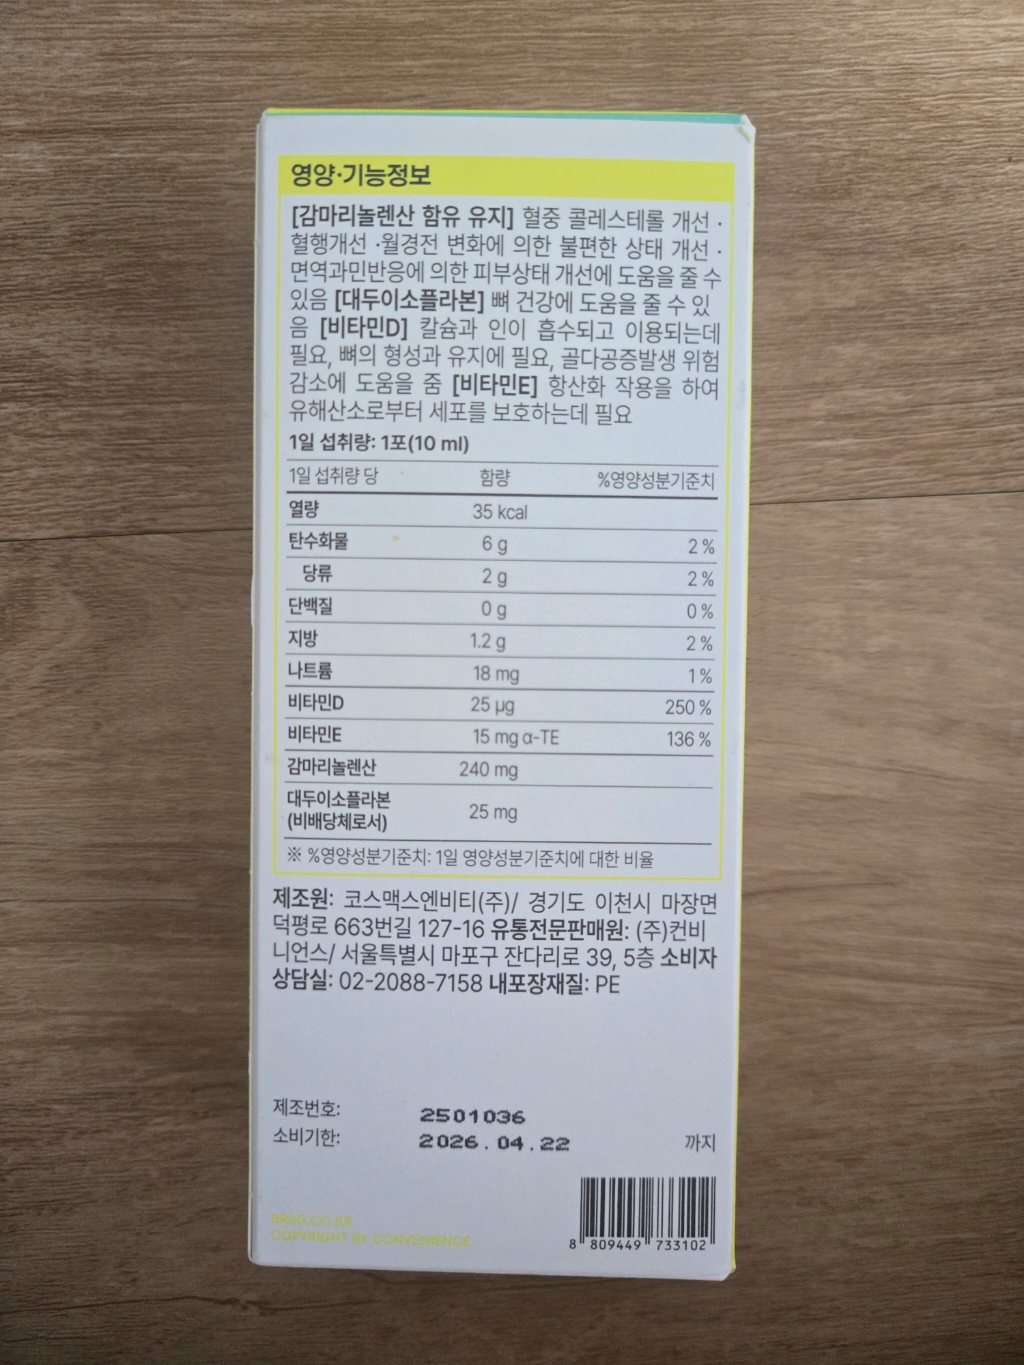 영양·기능정보
[감마리놀렌산 함유 유지] 혈중 콜레스테롤 개선 ·
혈행개선 ·월경전 변화에 의한 불편한 상태 개선 ·
면역과민반응에 의한 피부상태 개선에 도움을 줄 수
있음 [대두이소플라본] 뼈 건강에 도움을 줄 수 있
음 [비타민D] 칼슘과 인이 흡수되고 이용되는데
필요, 뼈의 형성과 유지에 필요, 골다공증발생 위험
감소에 도움을 줌 [비타민E] 항산화 작용을 하여
유해산소로부터 세포를 보호하는데 필요
1일 섭취량: 1포(10 ml)
1일 섭취량 당 함량 %영양성분기준치
열량 35 kcal
탄수화물 6 g 2 %
당류 2 g 2 %
단백질 0 g 0 %
지방 1.2 g 2 %
나트륨 18 mg 1 %
비타민D 25 µg 250 %
비타민E 15 mg α-TE 136 %
감마리놀렌산 240 mg
대두이소플라본
(비배당체로서) 25 mg
※ %영양성분기준치: 1일 영양성분기준치에 대한 비율
제조원: 코스맥스엔비티(주)/ 경기도 이천시 마장면
덕평로 663번길 127-16 유통전문판매원: (주)컨비
니언스/ 서울특별시 마포구 잔다리로 39, 5층 소비자
상담실: 02-2088-7158 내포장재질: PE
제조번호: 2501036
소비기한: 2026.04.22 까지
COPYRIGHT BY CONVENIENCE
8 809449 733102